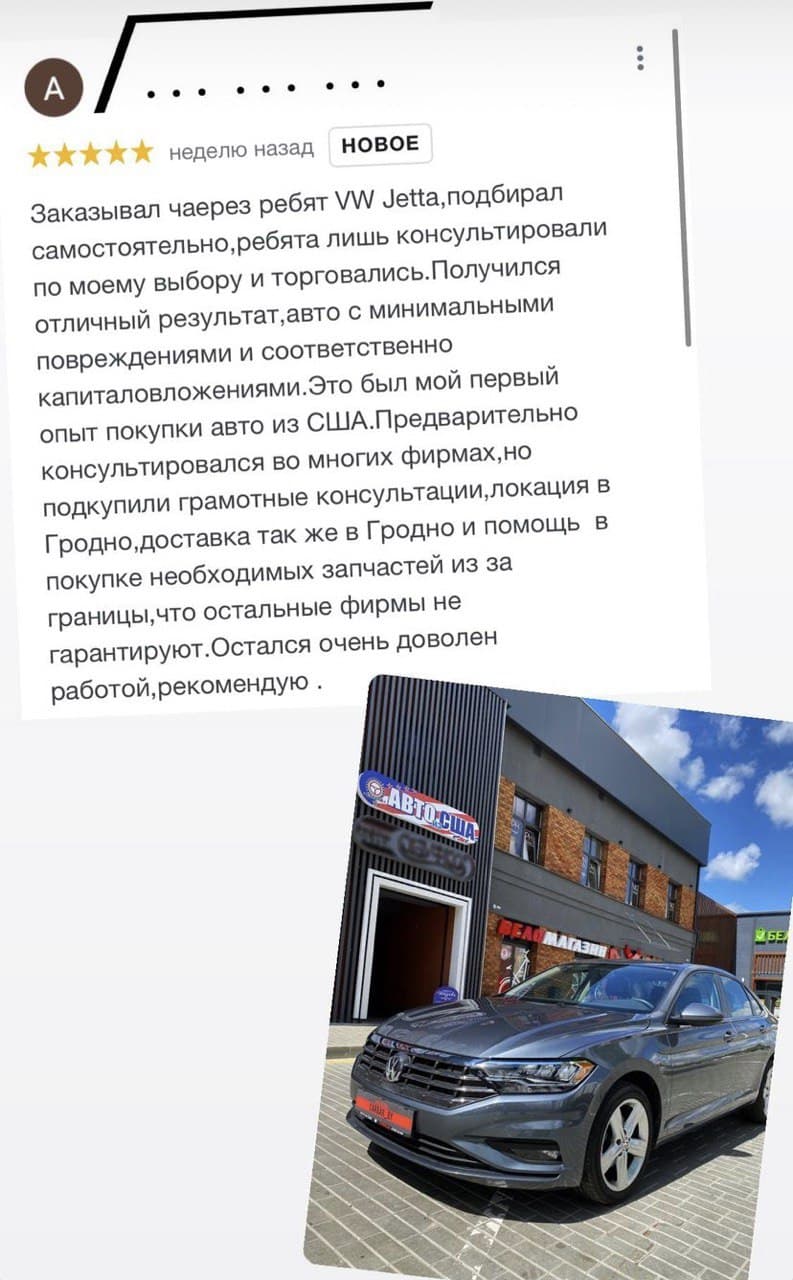 А
... ... ...
неделю назад
НОВОЕ
Заказывал чаерез ребят VW Jetta,подбирал
самостоятельно,ребята лишь консультировали
по моему выбору и торговались.Получился
отличный результат,авто с минимальными
повреждениями и соответственно
капиталовложениями.Это был мой первый
опыт покупки авто из США.Предварительно
консультировался во многих фирмах,но
подкупили грамотные консультации,локация в
Гродно,доставка так же в Гродно и помощь в
покупке необходимых запчастей из за
границы,что остальные фирмы не
гарантируют.Остался очень доволен
работой,рекомендую .
АВТО США
ВЕЛОМАГАЗИН
БЕЛ